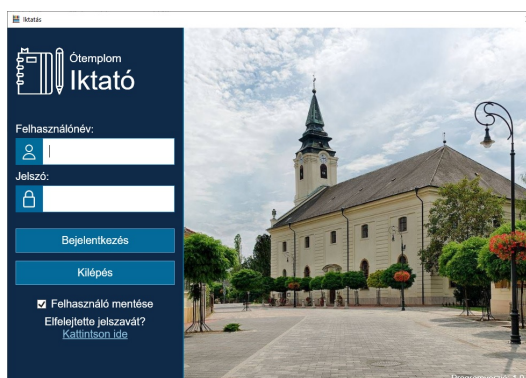 Iktatás
Ótemplom
Iktató
Felhasználónév:
Jelszó:
Bejelentkezés
Kilépés
Felhasználó mentése
Elfelejtette jelszavát?
Kattintson ide